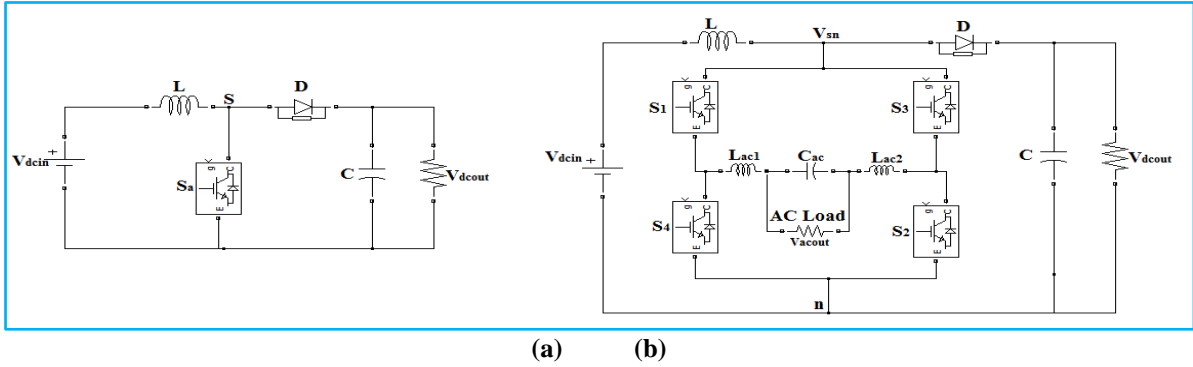 L
S
D
Vdcin
+
Sa
g
C
E
C
Vdcout
L
Vsn
D
S1
g
C
E
S3
g
C
E
Vdcin
+
Lac1
Cac
Lac2
C
Vdcout
S4
g
C
E
AC Load
Vacout
S2
g
C
E
n
(a) (b)